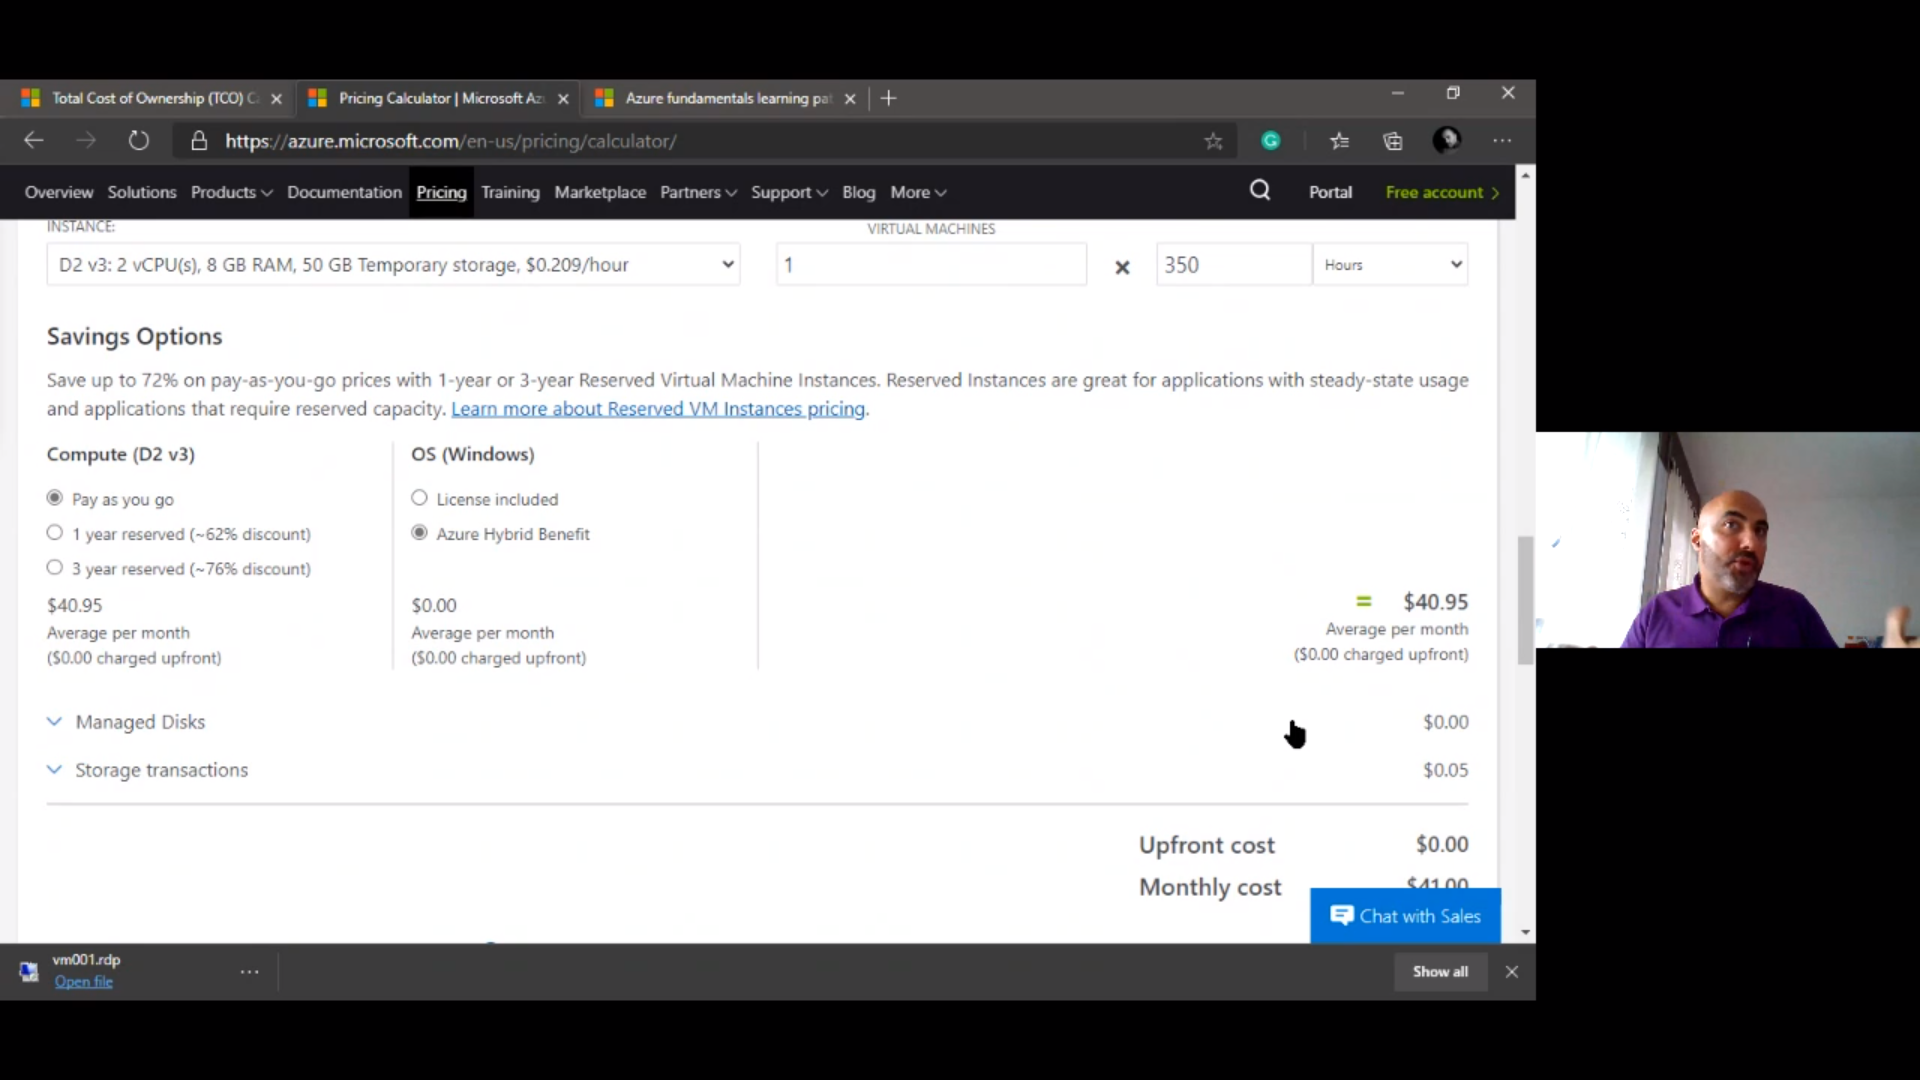 Total Cost of Ownership (TCO) C
Pricing Calculator | Microsoft Az
Azure fundamentals learning pat
https://azure.microsoft.com/en-us/pricing/calculator/
Overview Solutions Products Documentation Pricing Training Marketplace Partners Support Blog More Portal Free account
INSTANCE: VIRTUAL MACHINES
D2 v3: 2 vCPU(s), 8 GB RAM, 50 GB Temporary storage, $0.209/hour 1 × 350 Hours
Savings Options
Save up to 72% on pay-as-you-go prices with 1-year or 3-year Reserved Virtual Machine Instances. Reserved Instances are great for applications with steady-state usage
and applications that require reserved capacity. Learn more about Reserved VM Instances pricing.
Compute (D2 v3)
Pay as you go
1 year reserved (~62% discount)
3 year reserved (~76% discount)
$40.95
Average per month
($0.00 charged upfront)
OS (Windows)
License included
Azure Hybrid Benefit
$0.00
Average per month
($0.00 charged upfront)
= $40.95
Average per month
($0.00 charged upfront)
Managed Disks $0.00
Storage transactions $0.05
Upfront cost $0.00
Monthly cost $41.00
Chat with Sales
vm001.rdp
Open file
Show all